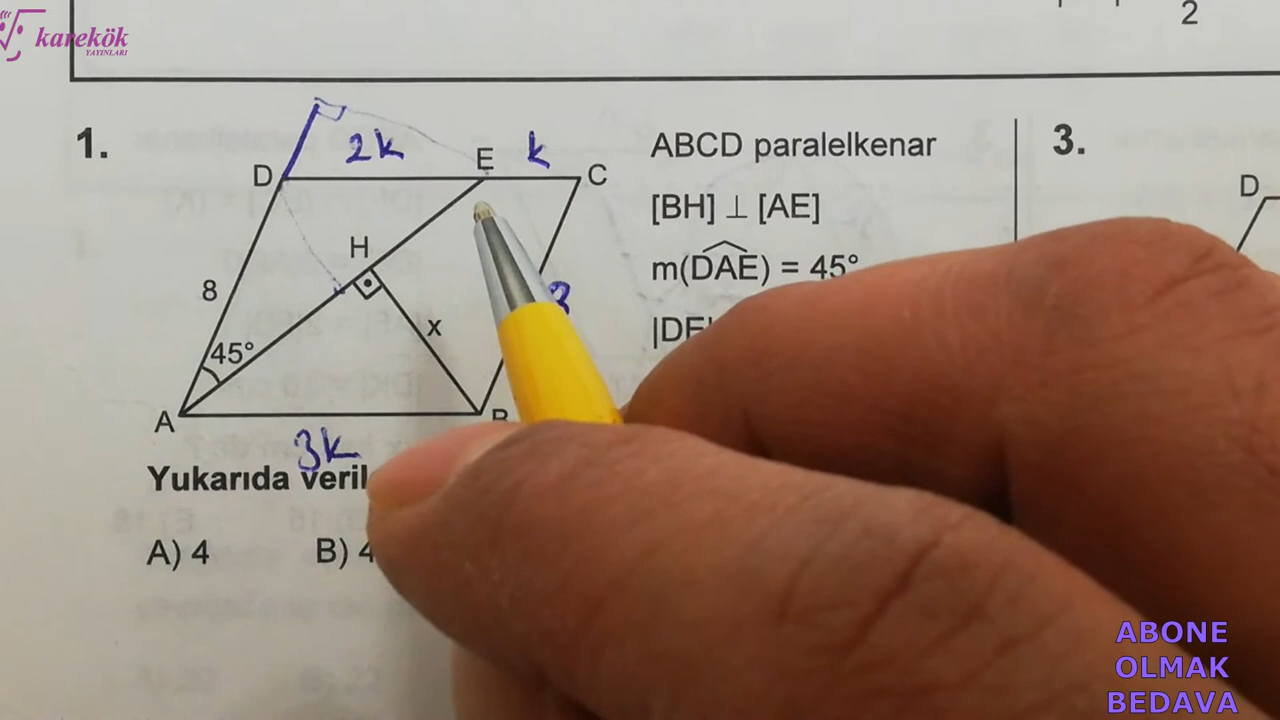 karekök
YAYINLARI
2
1.
2k
k
D
E
C
H
8
x
45°
A
B
3k
ABCD paralelkenar
[BH] ⊥ [AE]
m(DAE) = 45°
Yukarıda
A) 4
B) 4
3.
D
ABONE
OLMAK
BEDAVA